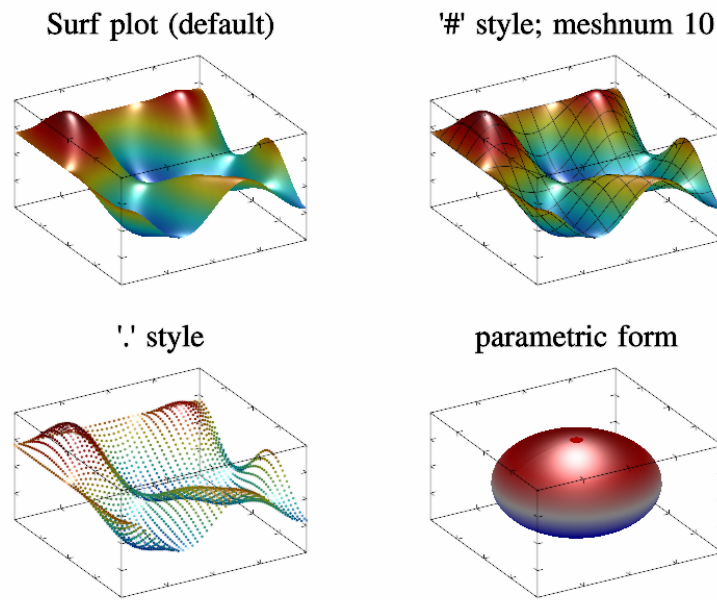 Surf plot (default)
'#' style; meshnum 10
'.' style
parametric form